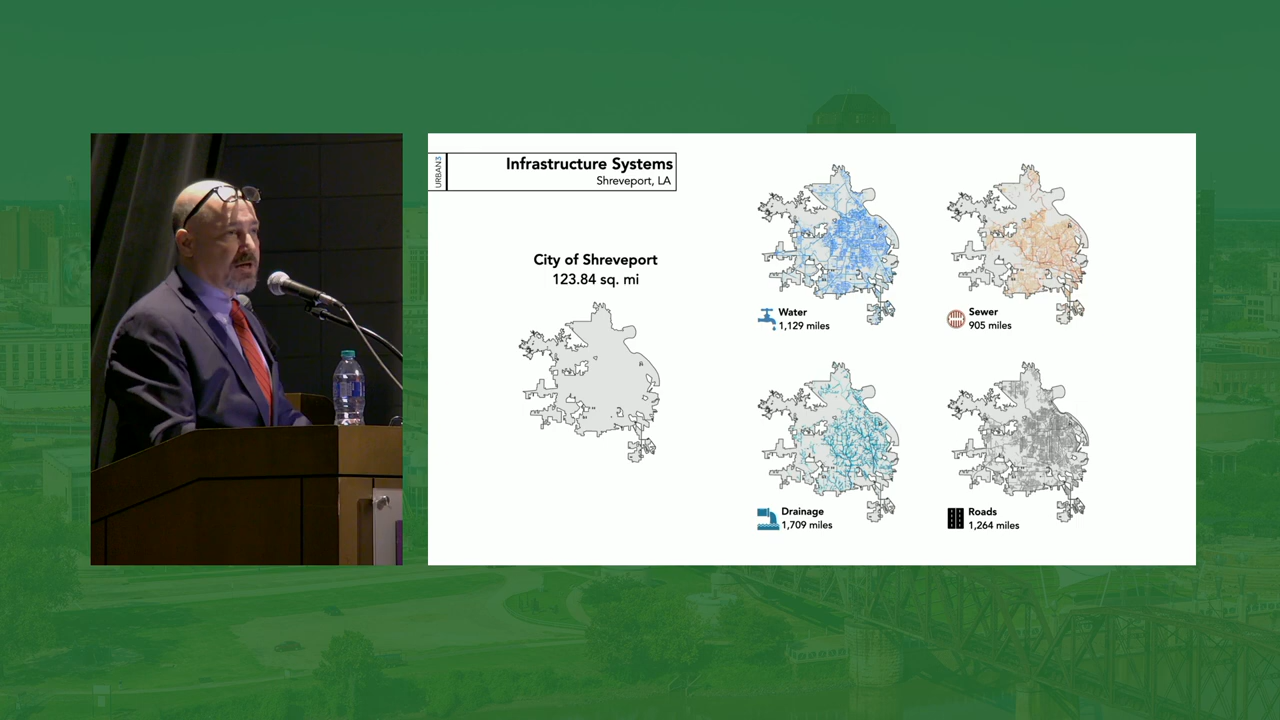 URBAN3
Infrastructure Systems
Shreveport, LA
City of Shreveport
123.84 sq. mi
Water
1,129 miles
Sewer
905 miles
Drainage
1,709 miles
Roads
1,264 miles